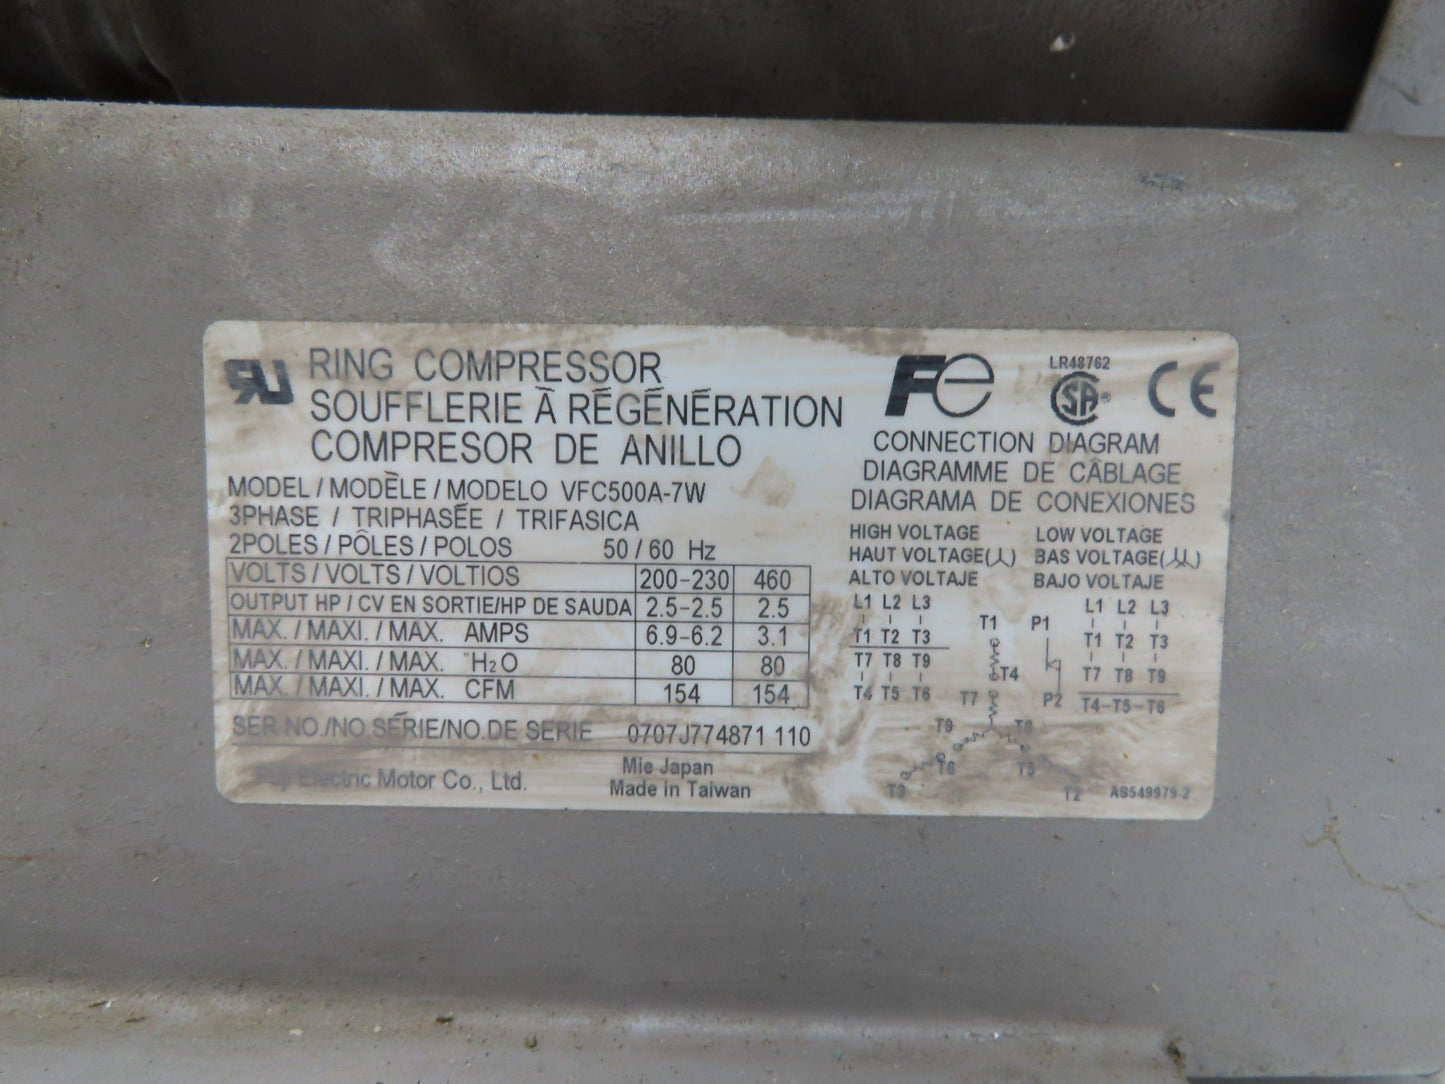 RU
RING COMPRESSOR
SOUFFLERIE À RÉGÉNÉRATION
COMPRESOR DE ANILLO
MODEL / MODÈLE / MODELO VFC500A-7W
3PHASE / TRIPHASÉE / TRIFASICA
2POLES / PÔLES / POLOS 50 / 60 Hz
VOLTS / VOLTS / VOLTIOS 200-230 460
OUTPUT HP / CV EN SORTIE/HP DE SAUDA 2.5-2.5 2.5
MAX. / MAXI. / MAX. AMPS 6.9-6.2 3.1
MAX. / MAXI. / MAX. "H₂O 80 80
MAX. / MAXI. / MAX. CFM 154 154
SER NO./NO SÉRIE/NO.DE SERIE 0707J774871 110
Fuji Electric Motor Co., Ltd.
Mie Japan
Made in Taiwan
Fe
LR48762
SA®
CE
CONNECTION DIAGRAM
DIAGRAMME DE CÂBLAGE
DIAGRAMA DE CONEXIONES
HIGH VOLTAGE
HAUT VOLTAGE(⅄)
ALTO VOLTAJE
L1 L2 L3
T1 T2 T3
T7 T8 T9
T4 T5 T6
T1
T4
T7
T9 T8
T6 T5
T3 T2
P1
P2
LOW VOLTAGE
BAS VOLTAGE(⅄⅄)
BAJO VOLTAJE
L1 L2 L3
T1 T2 T3
T7 T8 T9
T4-T5-T6
AS549979-2